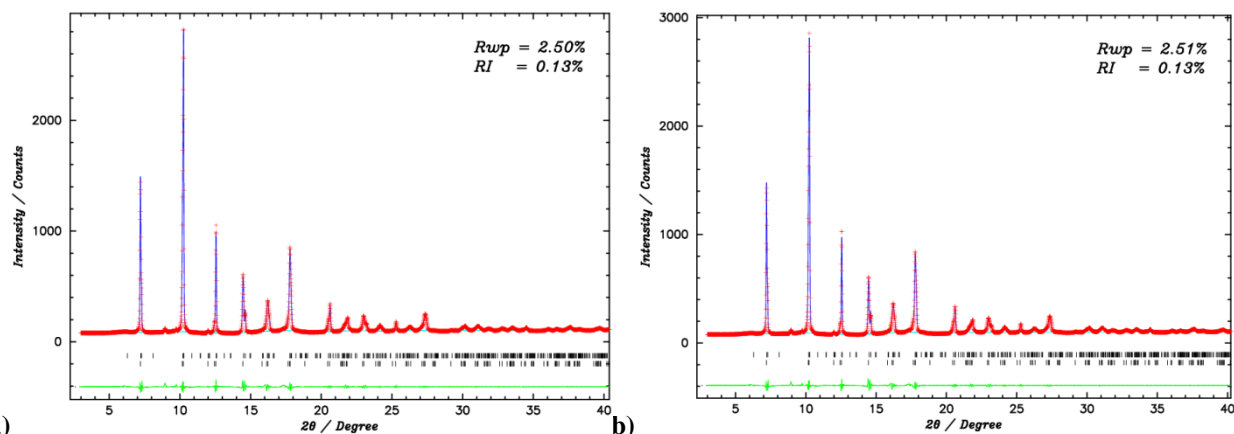 Rwp = 2.50%
RI = 0.13%
Intensity / Counts
2000
1000
0
5 10 15 20 25 30 35 40
2θ / Degree
)
Rwp = 2.51%
RI = 0.13%
Intensity / Counts
3000
2000
1000
0
5 10 15 20 25 30 35 40
2θ / Degree
b)